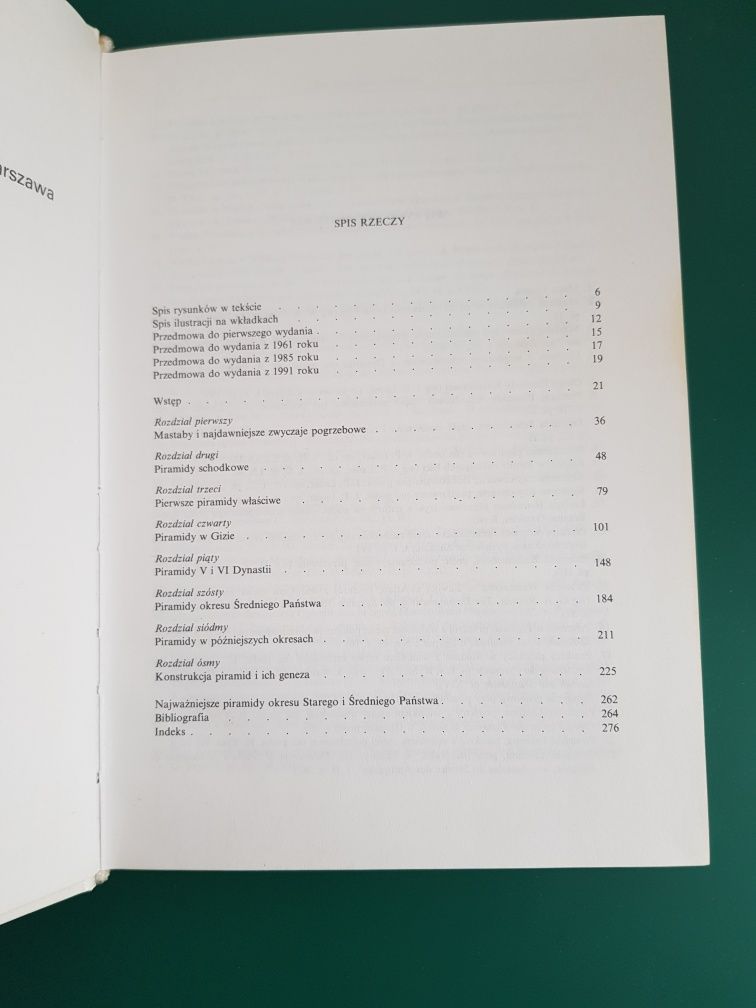 arszawa
SPIS RZECZY
Spis rysunków w tekście . . . . . . . . . . . 6
Spis ilustracji na wkładkach . . . . . . . . . . 9
Przedmowa do pierwszego wydania . . . . . . . . . . 12
Przedmowa do wydania z 1961 roku . . . . . . . . . 15
Przedmowa do wydania z 1985 roku . . . . . . . . . 17
Przedmowa do wydania z 1991 roku . . . . . . . . . 19
Wstęp . . . . . . . . . . . . . . 21
Rozdział pierwszy
Mastaby i najdawniejsze zwyczaje pogrzebowe . . . . . . . . 36
Rozdział drugi
Piramidy schodkowe . . . . . . . . . . . . 48
Rozdział trzeci
Pierwsze piramidy właściwe . . . . . . . . . . 79
Rozdział czwarty
Piramidy w Gizie . . . . . . . . . . . . 101
Rozdział piąty
Piramidy V i VI Dynastii . . . . . . . . . . . 148
Rozdział szósty
Piramidy okresu Średniego Państwa . . . . . . . . . 184
Rozdział siódmy
Piramidy w późniejszych okresach . . . . . . . . . . 211
Rozdział ósmy
Konstrukcja piramid i ich geneza . . . . . . . . . . 225
Najważniejsze piramidy okresu Starego i Średniego Państwa . . . . . . 262
Bibliografia . . . . . . . . . . . . . 264
Indeks . . . . . . . . . . . . . . 276